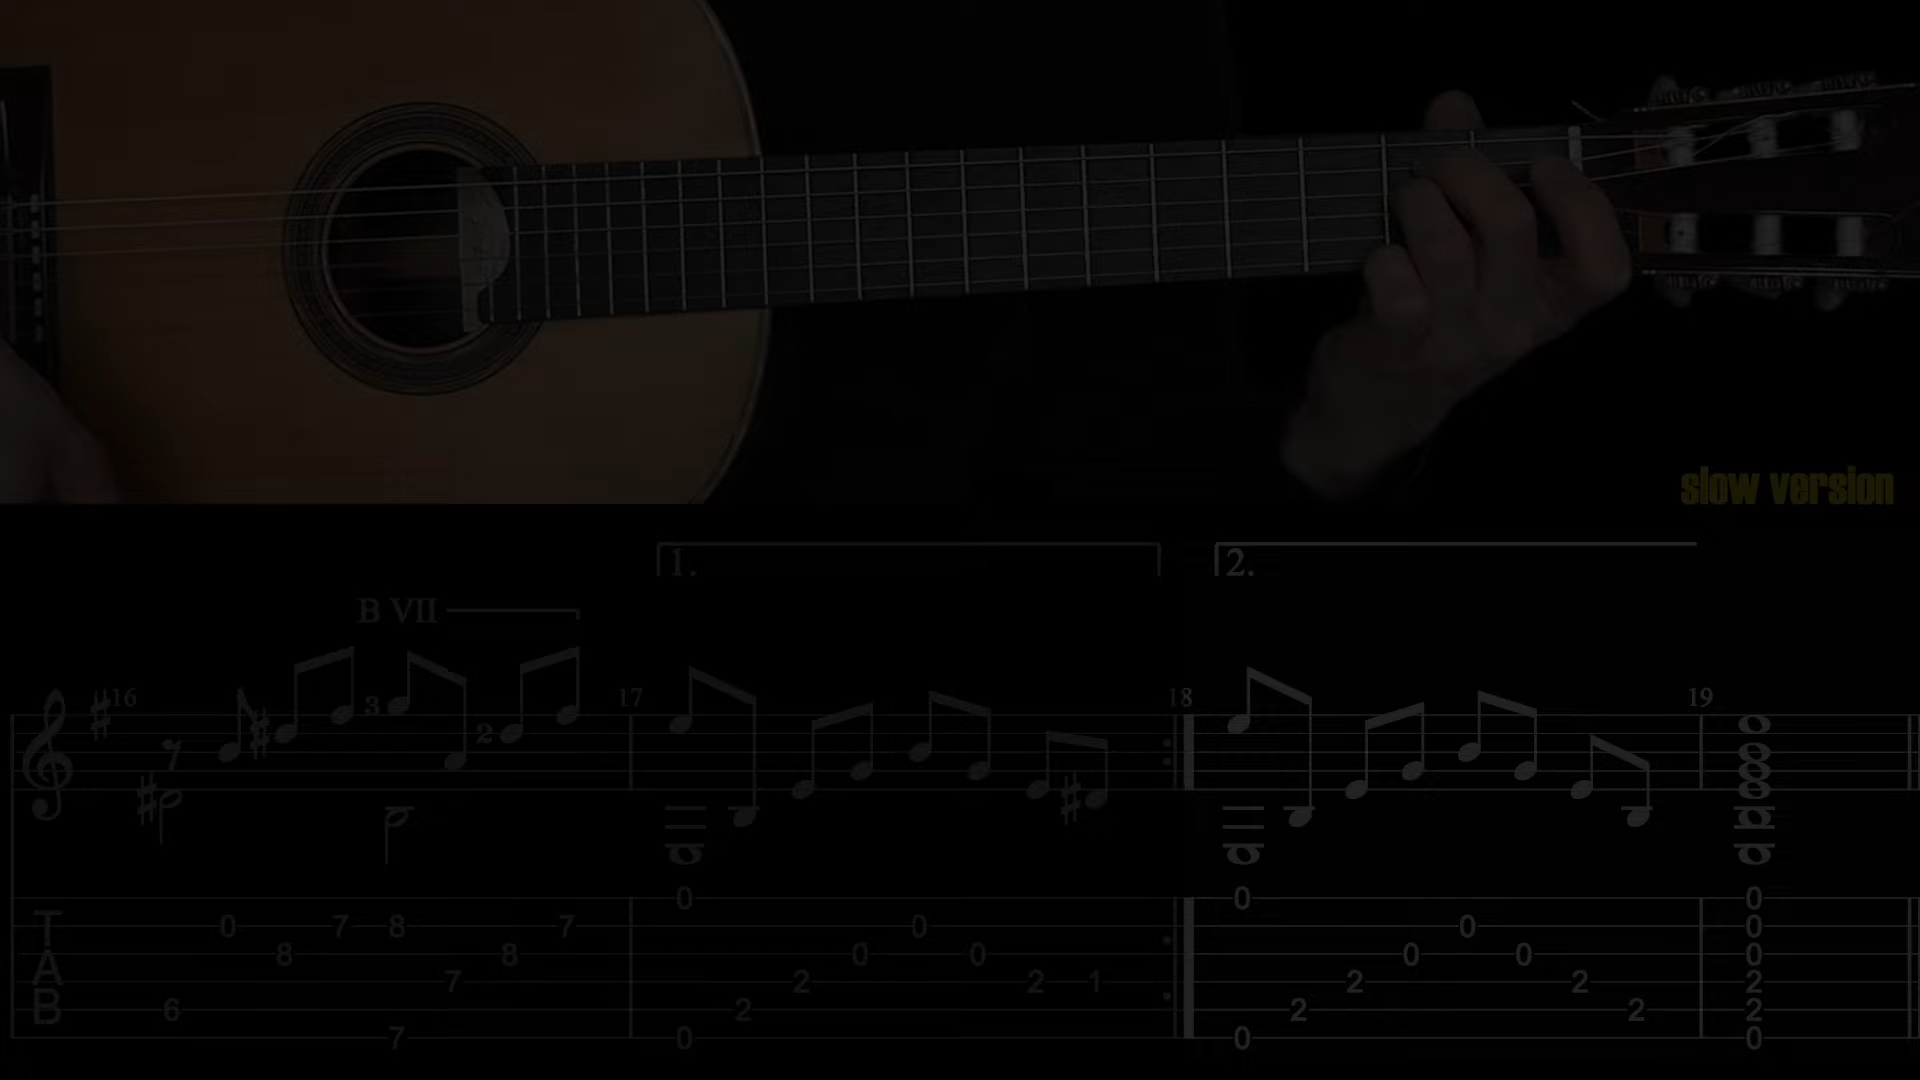 slow version
1.
2.
B VII
16
3
2
17
18
19
0 0 0
0 7 8 7 0 0 0
8 8 0 0 0 0 0
7 2 2 1 2 2 2
6 2 2 2 2
7 0 0 0
T
A
B